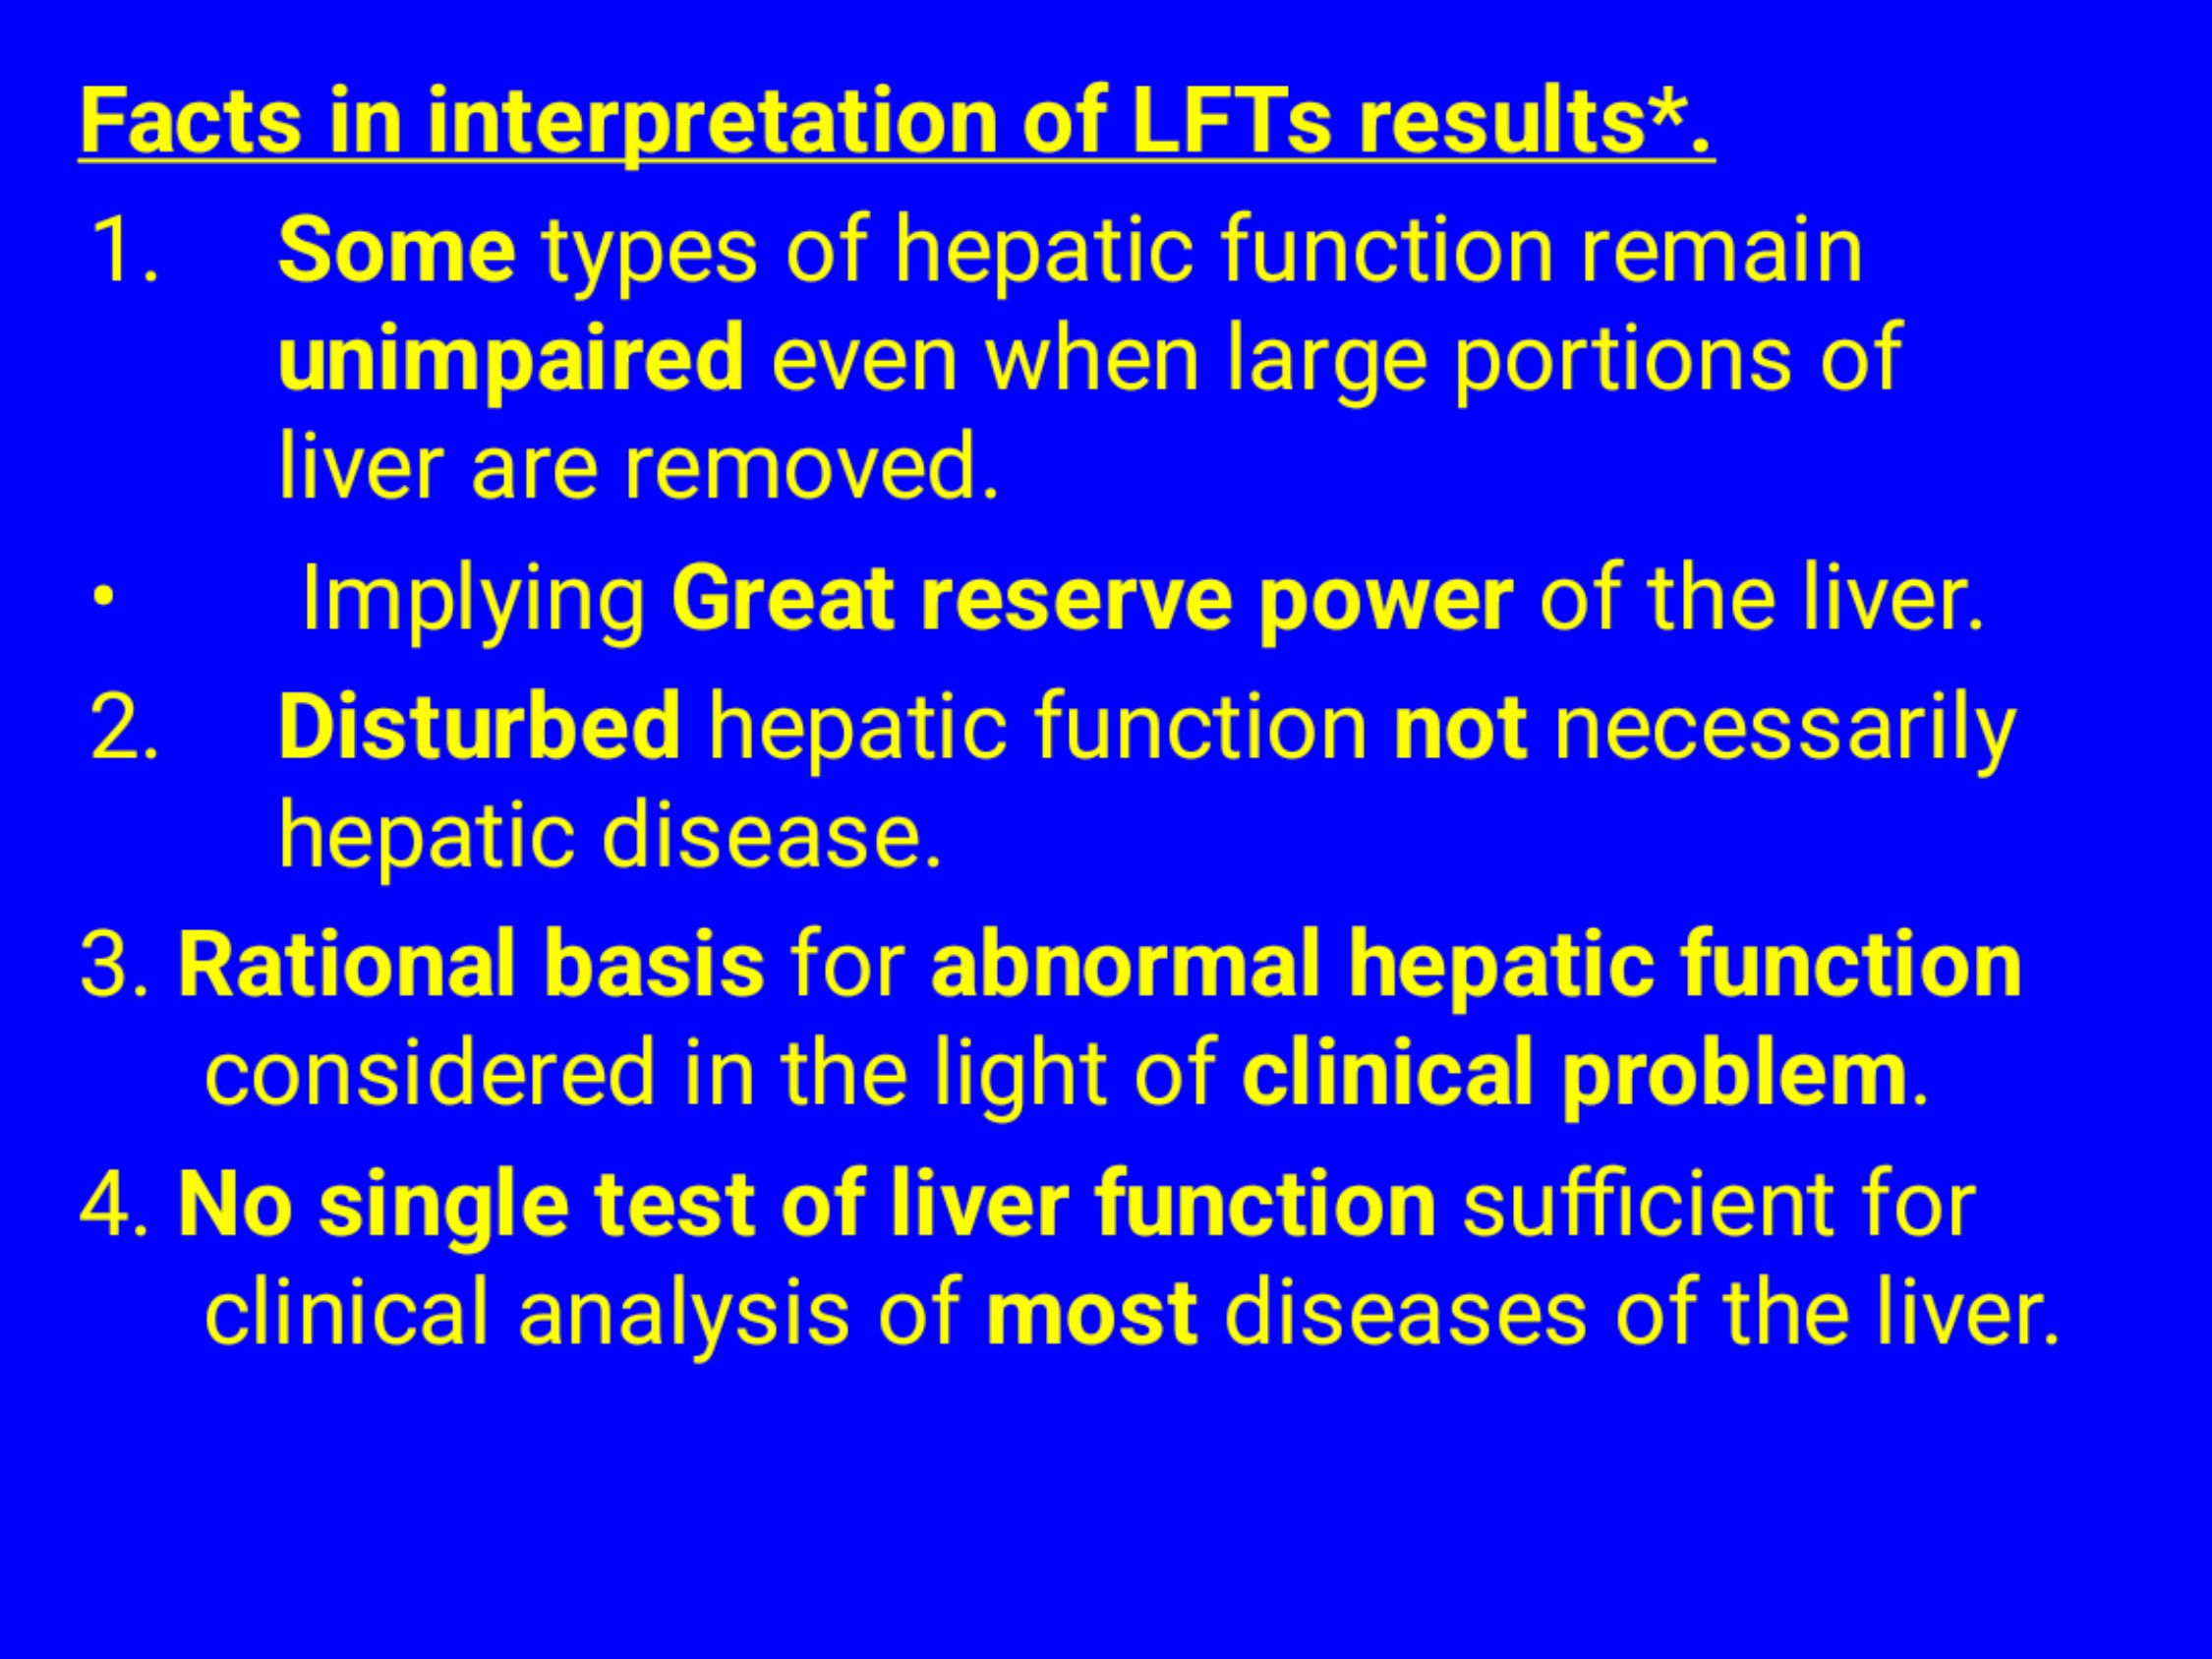 Facts in interpretation of LFTs results*.
1. Some types of hepatic function remain
unimpaired even when large portions of
liver are removed.
• Implying Great reserve power of the liver.
2. Disturbed hepatic function not necessarily
hepatic disease.
3. Rational basis for abnormal hepatic function
considered in the light of clinical problem.
4. No single test of liver function sufficient for
clinical analysis of most diseases of the liver.